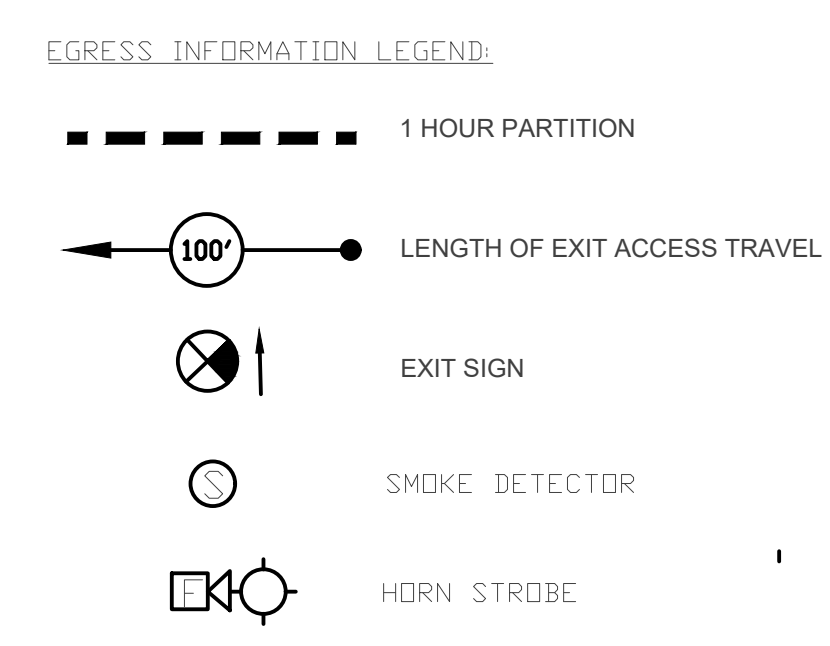 EGRESS INFORMATION LEGEND:
1 HOUR PARTITION
100' LENGTH OF EXIT ACCESS TRAVEL
EXIT SIGN
S SMOKE DETECTOR
F HORN STROBE